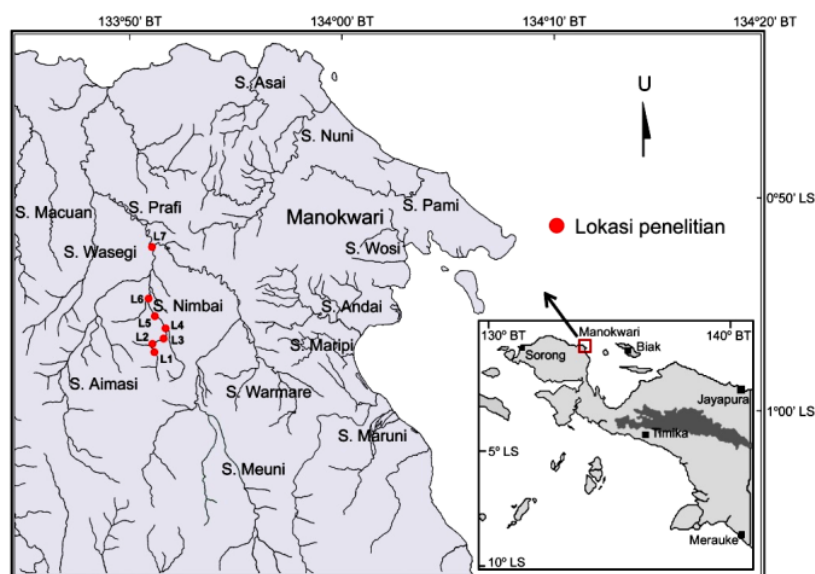 133°50' BT
134°00' BT
134°10' BT
134°20' BT
S. Asai
U
S. Nuni
0°50' LS
S. Macuan
S. Prafi
Manokwari
S. Pami
Lokasi penelitian
L7
S. Wasegi
S. Wosi
L6
S. Nimbai
S. Andai
L5
L4
L2
L3
L1
S. Maripi
S. Aimasi
S. Warmare
S. Maruni
S. Meuni
1°00' LS
130° BT
Manokwari
140° BT
Sorong
Biak
Jayapura
Timika
5° LS
Merauke
10° LS